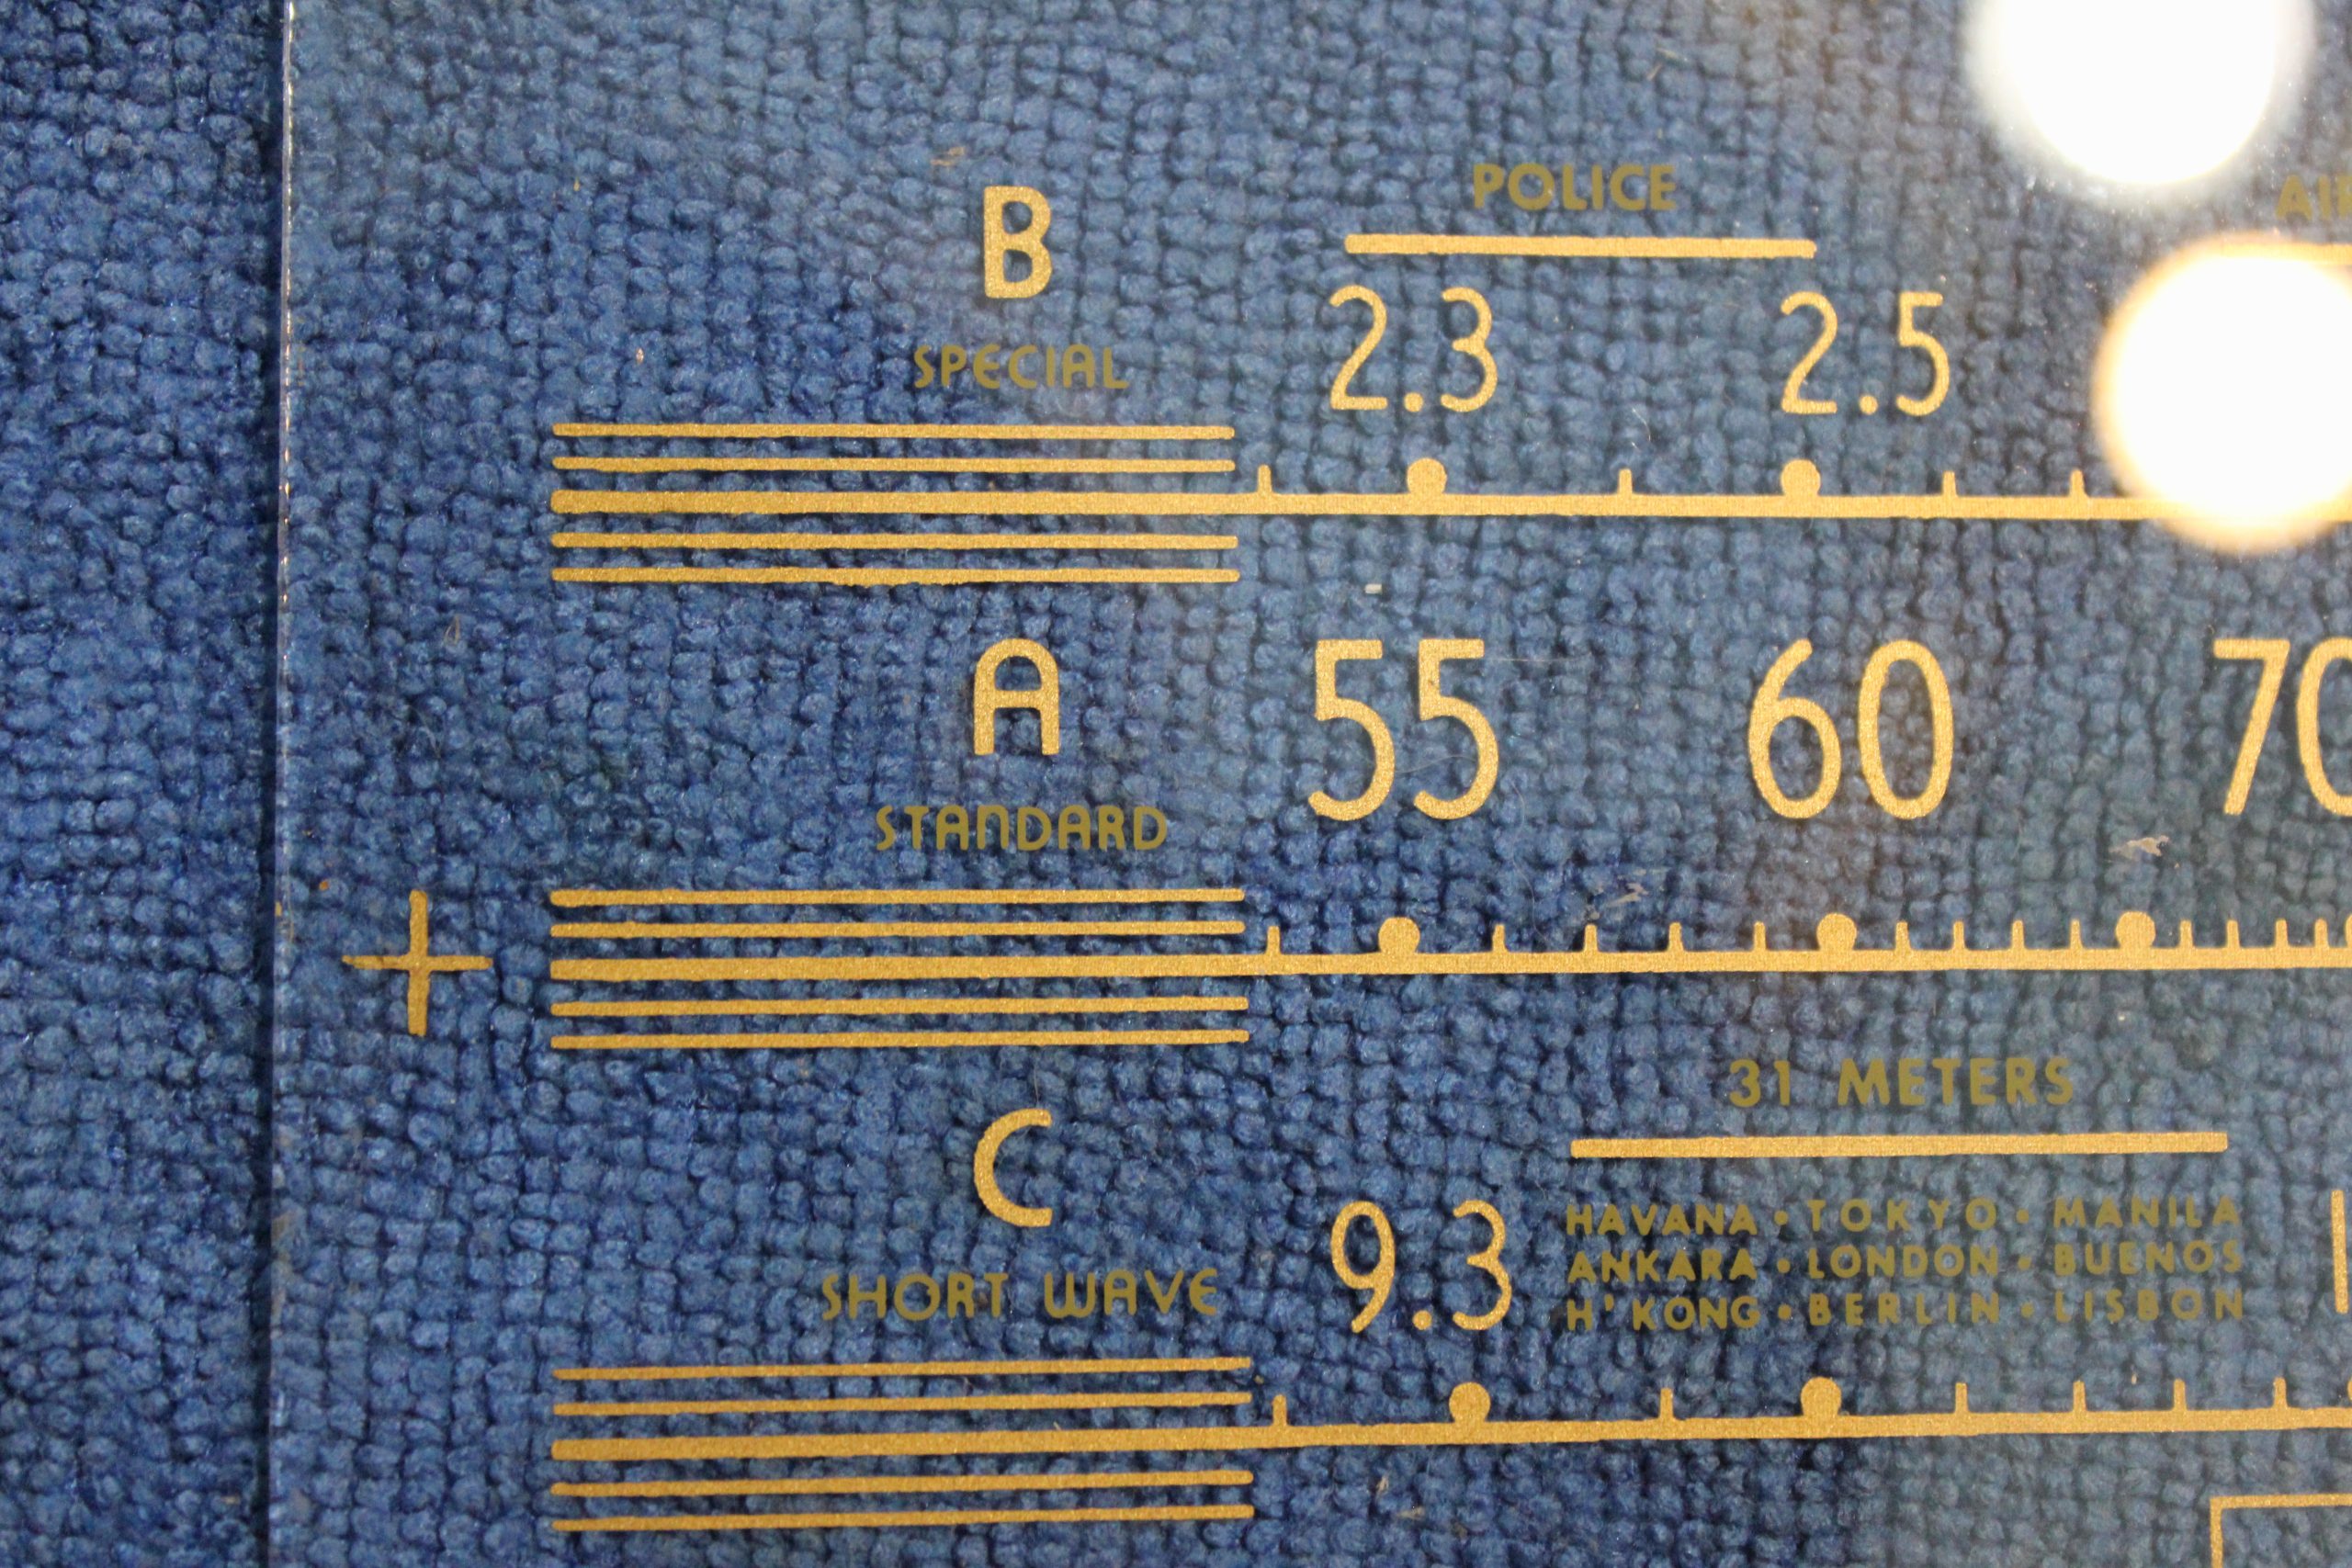 POLICE
B
2.3 2.5
SPECIAL
A 55 60 70
STANDARD
+
31 METERS
C
9.3
HAVANA • TOKYO • MANILA
ANKARA • LONDON • BUENOS
H'KONG • BERLIN • LISBON
SHORT WAVE